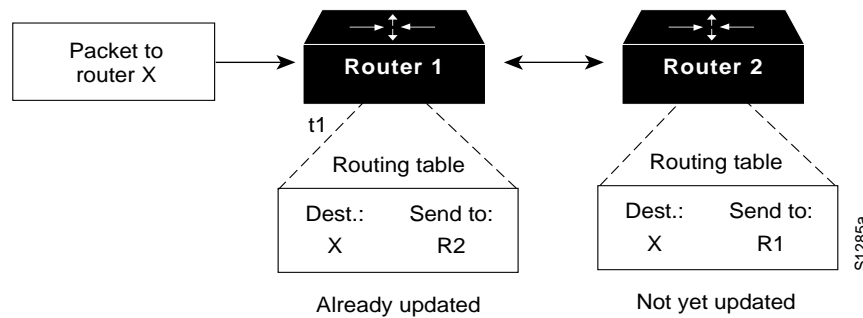 Packet to
router X
Router 1
Router 2
t1
Routing table
Dest.: Send to:
X R2
Already updated
Routing table
Dest.: Send to:
X R1
Not yet updated
S1285a